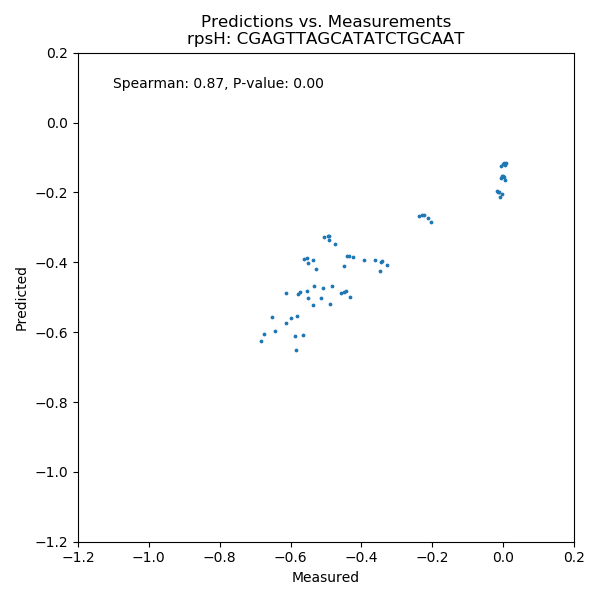 Predictions vs. Measurements
rpsH: CGAGTTAGCATATCTGCAAT
Spearman: 0.87, P-value: 0.00
0.2
0.0
−0.2
−0.4
−0.6
−0.8
−1.0
−1.2
Predicted
−1.2 −1.0 −0.8 −0.6 −0.4 −0.2 0.0 0.2
Measured